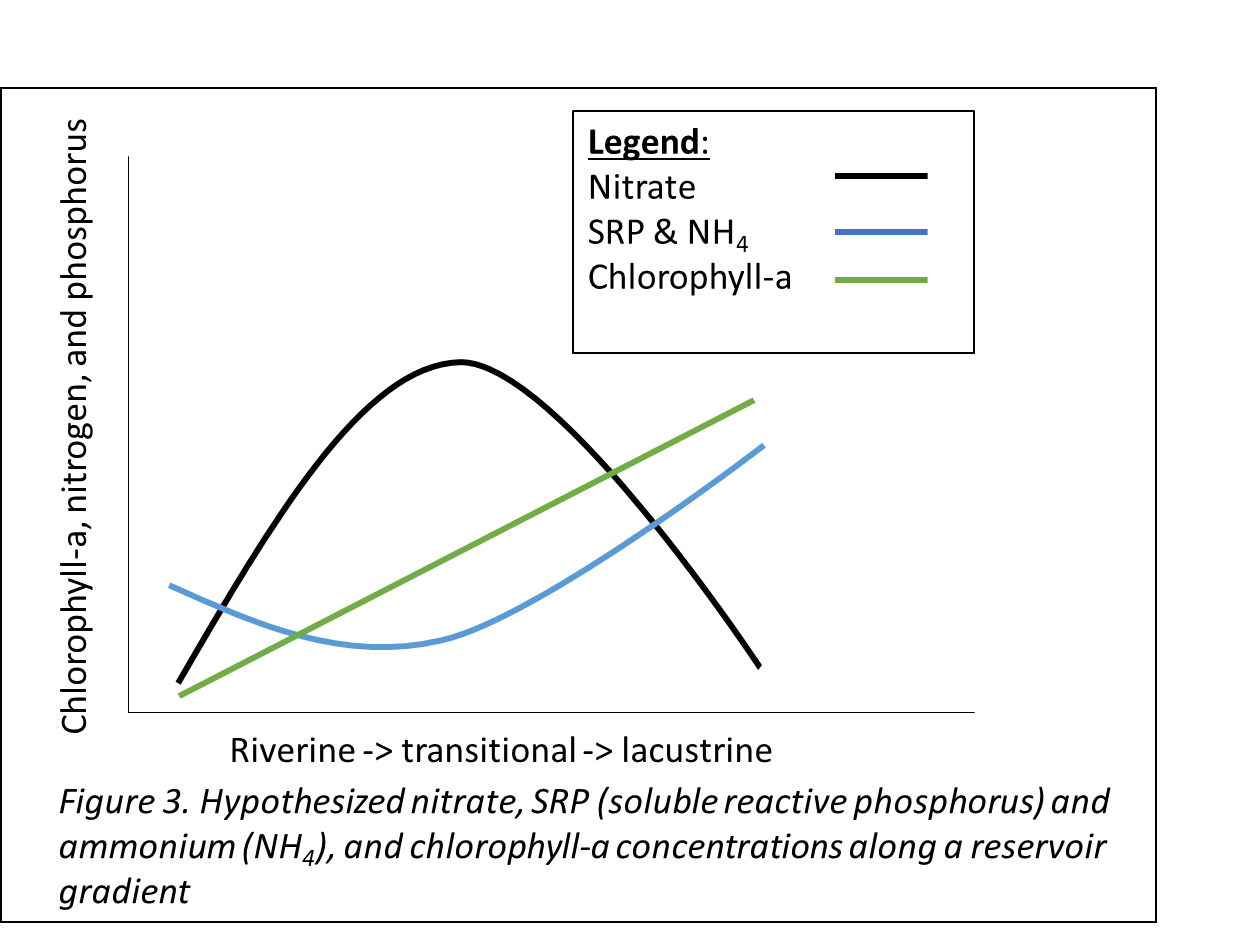 Chlorophyll-a, nitrogen, and phosphorus
Legend:
Nitrate
SRP & NH4
Chlorophyll-a
Riverine -> transitional -> lacustrine
Figure 3. Hypothesized nitrate, SRP (soluble reactive phosphorus) and
ammonium (NH4), and chlorophyll-a concentrations along a reservoir
gradient